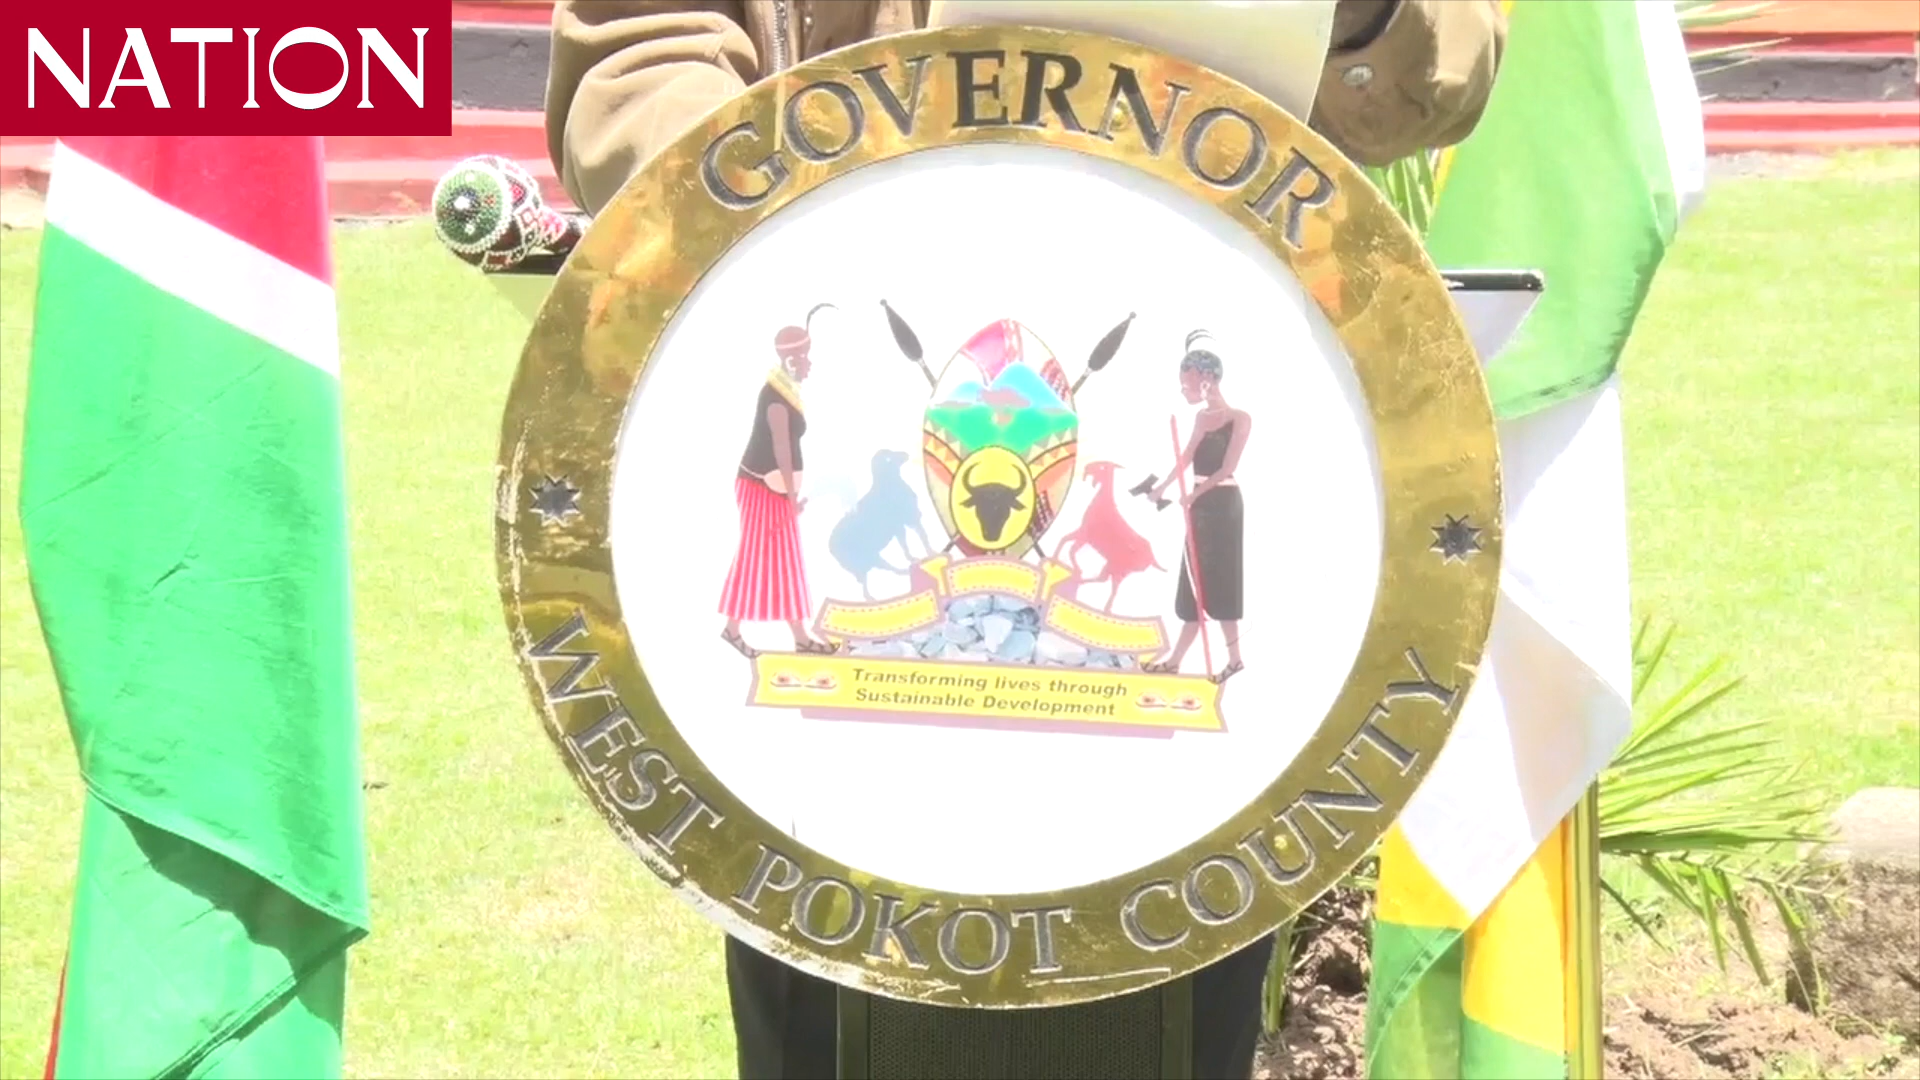 NATION
GOVERNOR
Transforming lives through
Sustainable Development
WEST POKOT COUNTY